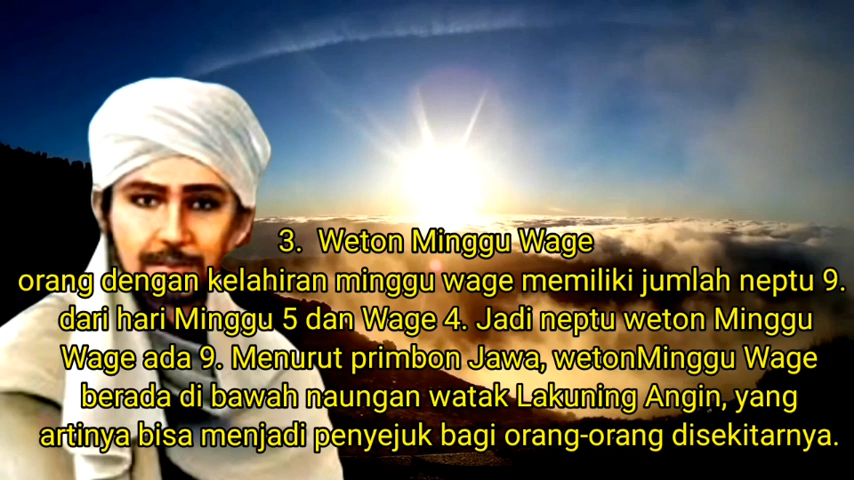 3. Weton Minggu Wage
orang dengan kelahiran minggu wage memiliki jumlah neptu 9.
dari hari Minggu 5 dan Wage 4. Jadi neptu weton Minggu
Wage ada 9. Menurut primbon Jawa, wetonMinggu Wage
berada di bawah naungan watak Lakuning Angin, yang
artinya bisa menjadi penyejuk bagi orang-orang disekitarnya.